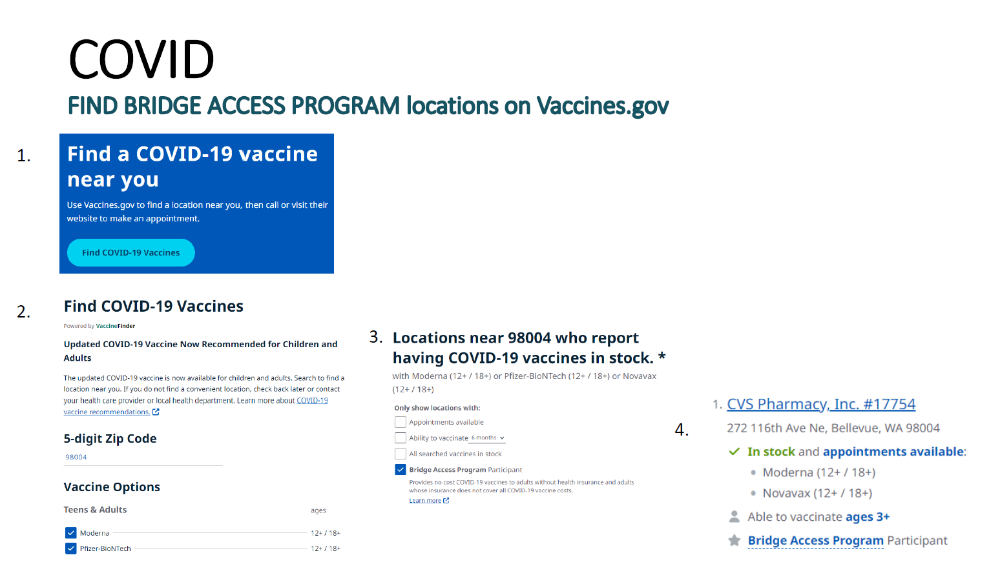 COVID
FIND BRIDGE ACCESS PROGRAM locations on Vaccines.gov
1.
Find a COVID-19 vaccine
near you
Use Vaccines.gov to find a location near you, then call or visit their
website to make an appointment.
Find COVID-19 Vaccines
2.
Find COVID-19 Vaccines
Powered by VaccineFinder
Updated COVID-19 Vaccine Now Recommended for Children and
Adults
The updated COVID-19 vaccine is now available for children and adults. Search to find a
location near you. If you do not find a convenient location, check back later or contact
your health care provider or local health department. Learn more about COVID-19
vaccine recommendations.
5-digit Zip Code
98004
Vaccine Options
Teens & Adults ages
Moderna 12+ / 18+
Pfizer-BioNTech 12+ / 18+
3.
Locations near 98004 who report
having COVID-19 vaccines in stock. *
with Moderna (12+ / 18+) or Pfizer-BioNTech (12+ / 18+) or Novavax
(12+ / 18+)
Only show locations with:
Appointments available
Ability to vaccinate 6 months
All searched vaccines in stock
Bridge Access Program Participant
Provides no-cost COVID-19 vaccines to adults without health insurance and adults
whose insurance does not cover all COVID-19 vaccine costs.
Learn more
4.
1. CVS Pharmacy, Inc. #17754
272 116th Ave Ne, Bellevue, WA 98004
In stock and appointments available:
Moderna (12+ / 18+)
Novavax (12+ / 18+)
Able to vaccinate ages 3+
Bridge Access Program Participant